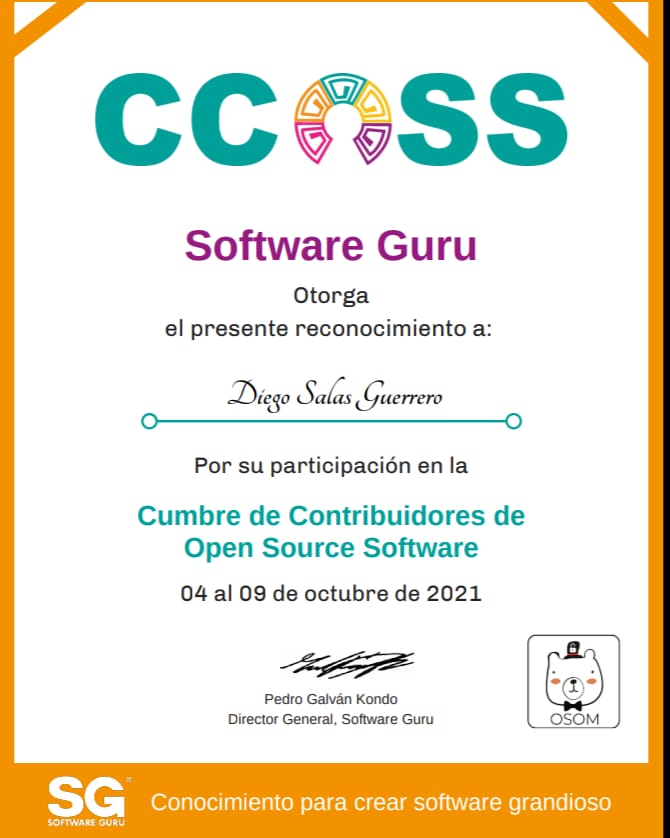 CCOSS
Software Guru
Otorga
el presente reconocimiento a:
Diego Salas Guerrero
Por su participación en la
Cumbre de Contribuidores de
Open Source Software
04 al 09 de octubre de 2021
Pedro Galván Kondo
Director General, Software Guru
OSOM
SG
SOFTWARE GURU
Conocimiento para crear software grandioso